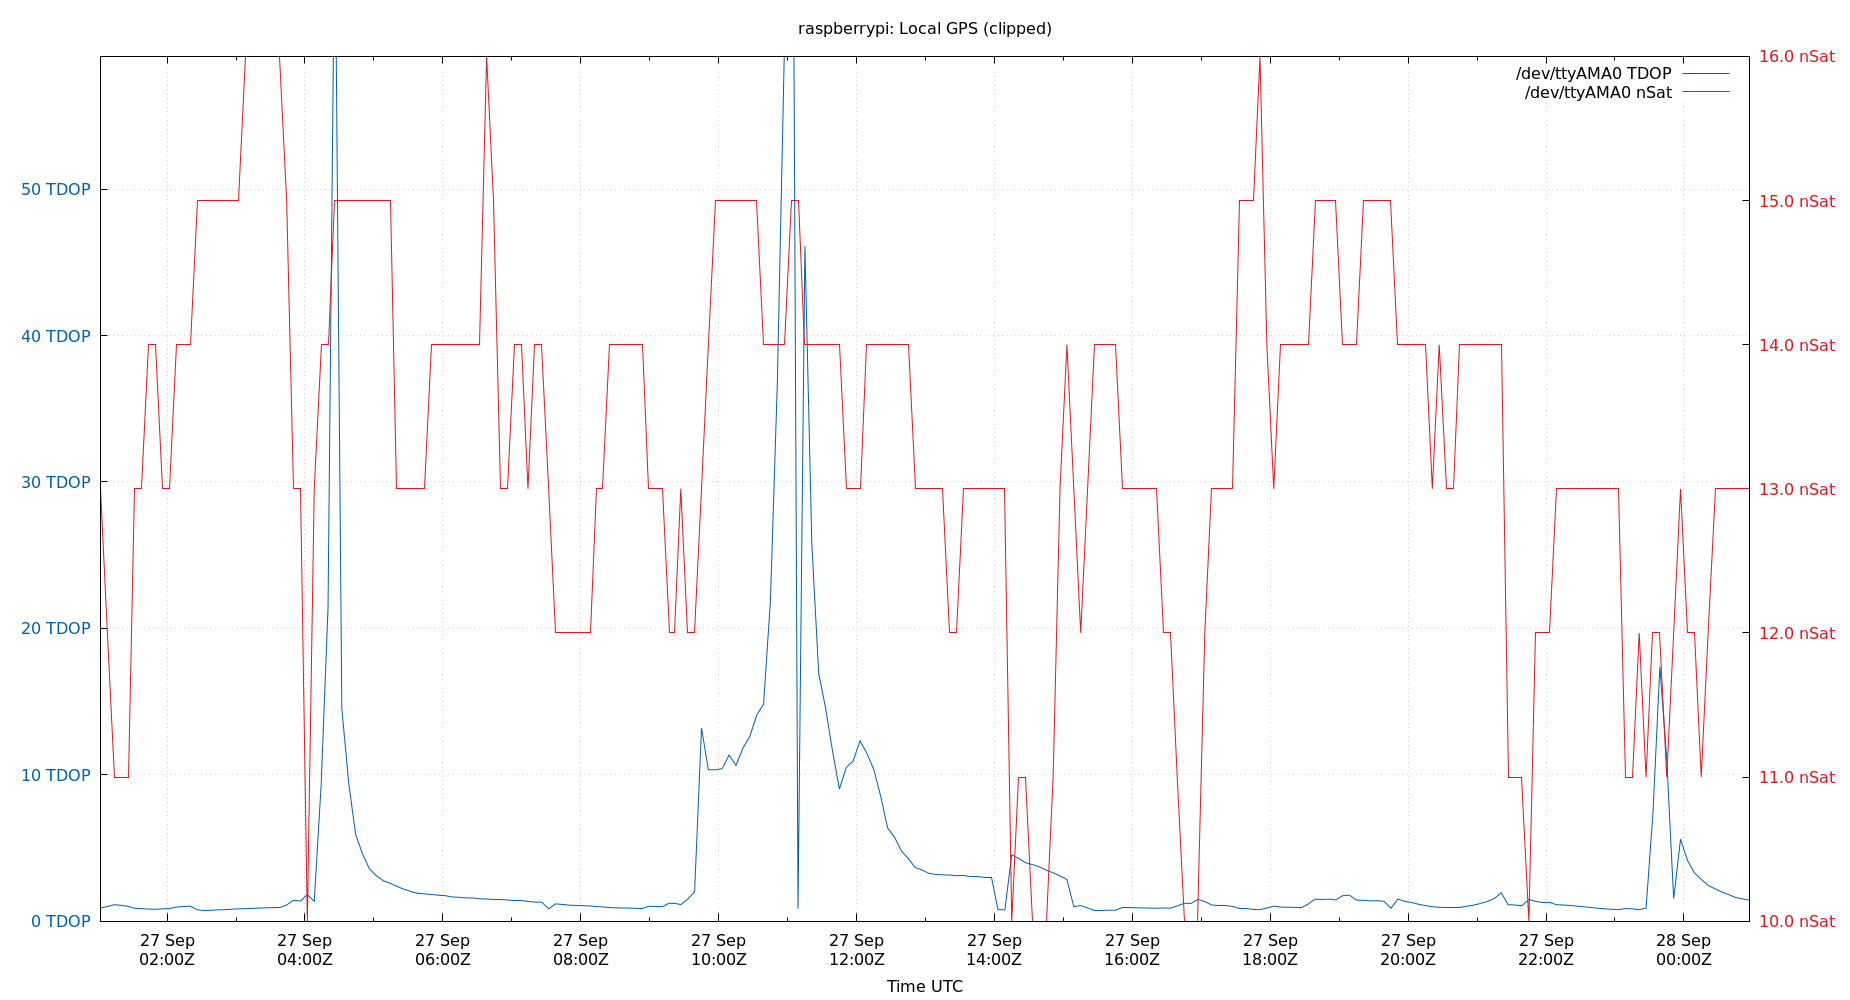 raspberrypi: Local GPS (clipped)
/dev/ttyAMA0 TDOP
/dev/ttyAMA0 nSat
50 TDOP
40 TDOP
30 TDOP
20 TDOP
10 TDOP
0 TDOP
16.0 nSat
15.0 nSat
14.0 nSat
13.0 nSat
12.0 nSat
11.0 nSat
10.0 nSat
27 Sep
02:00Z
27 Sep
04:00Z
27 Sep
06:00Z
27 Sep
08:00Z
27 Sep
10:00Z
27 Sep
12:00Z
27 Sep
14:00Z
27 Sep
16:00Z
27 Sep
18:00Z
27 Sep
20:00Z
27 Sep
22:00Z
28 Sep
00:00Z
Time UTC